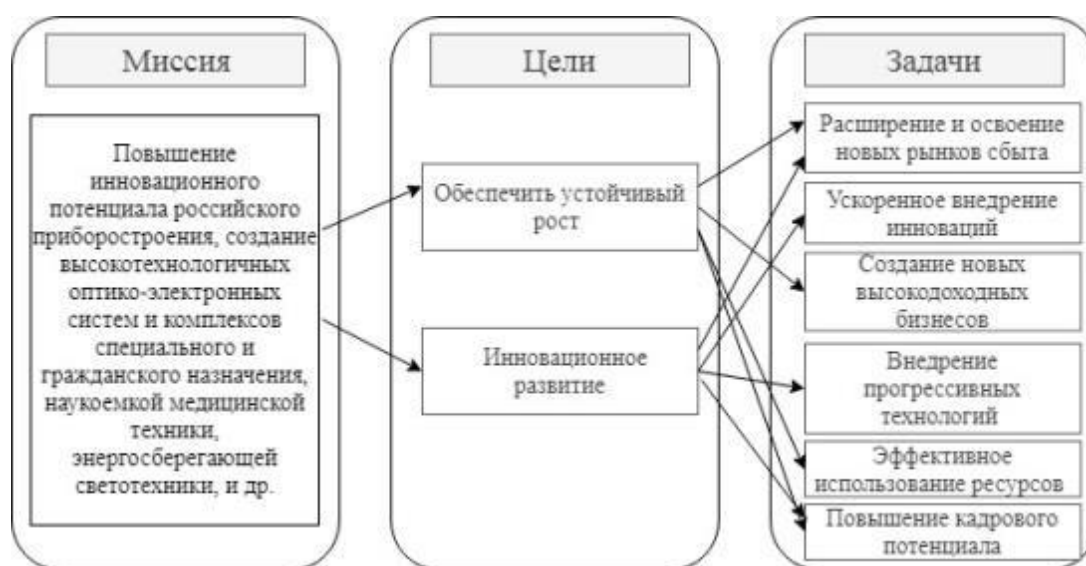 Миссия
Повышение
инновационного
потенциала российского
приборостроения, создание
высокотехнологичных
оптико-электронных
систем и комплексов
специального и
гражданского назначения,
наукоемкой медицинской
техники,
энергосберегающей
светотехники, и др.
Цели
Обеспечить устойчивый
рост
Инновационное
развитие
Задачи
Расширение и освоение
новых рынков сбыта
Ускоренное внедрение
инноваций
Создание новых
высокодоходных
бизнесов
Внедрение
прогрессивных
технологий
Эффективное
использование ресурсов
Повышение кадрового
потенциала